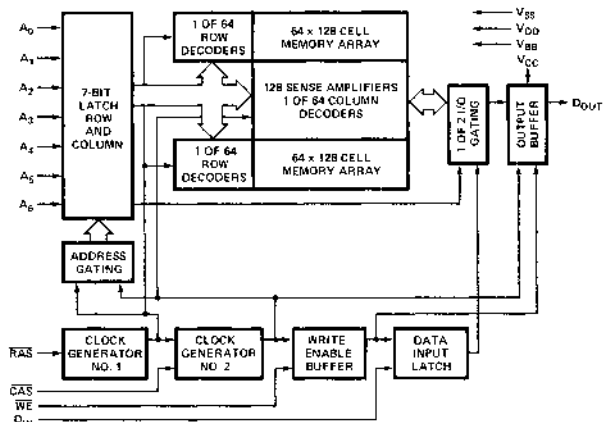 A0
A1
A2
A3
A4
A5
A6
7-BIT
LATCH
ROW
AND
COLUMN
1 OF 64
ROW
DECODERS
64 x 128 CELL
MEMORY ARRAY
128 SENSE AMPLIFIERS
1 OF 64 COLUMN
DECODERS
1 OF 64
ROW
DECODERS
64 x 128 CELL
MEMORY ARRAY
1 OF 2 I/O
GATING
OUTPUT
BUFFER
VSS
VDD
VBB
VCC
DOUT
ADDRESS
GATING
RAS
CLOCK
GENERATOR
NO. 1
CLOCK
GENERATOR
NO. 2
WRITE
ENABLE
BUFFER
DATA
INPUT
LATCH
CAS
WE